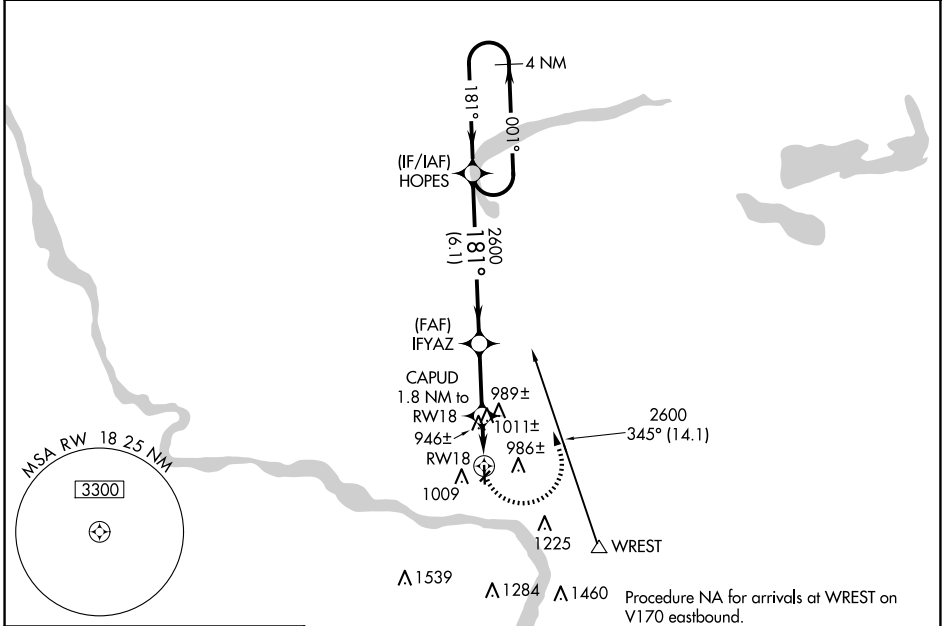 4 NM
181°
001°
(IF/IAF)
HOPES
2600
181°
(6.1)
(FAF)
IFYAZ
CAPUD
1.8 NM to
RW18
989±
1011±
946±
986±
RW18
1009
2600
345° (14.1)
MSA RW 18 25 NM
3300
1225
WREST
1539
1284
1460
Procedure NA for arrivals at WREST on
V170 eastbound.